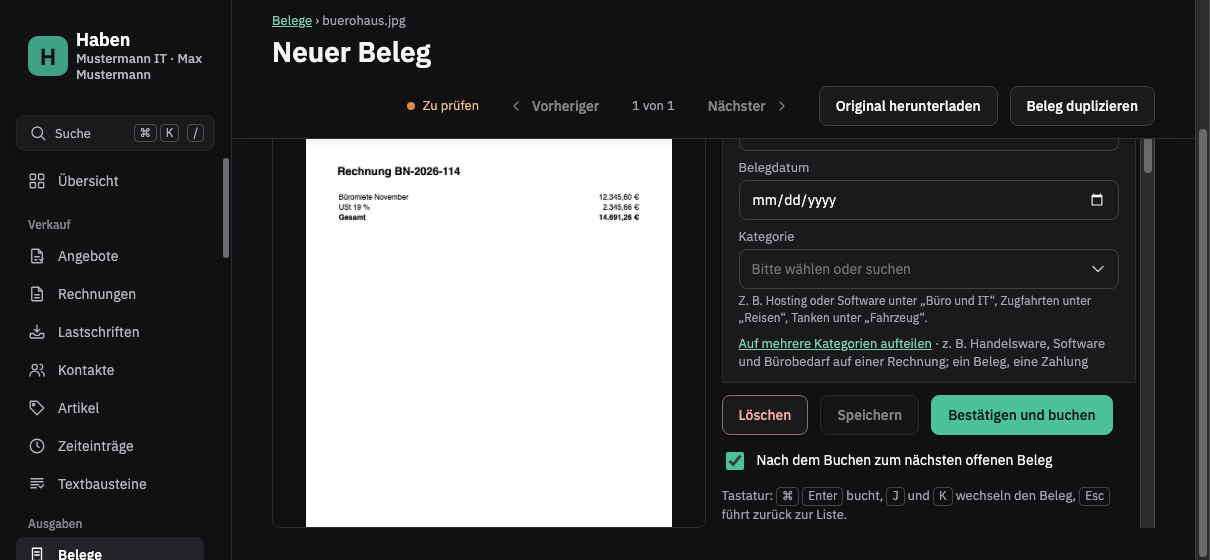 H
Haben
Mustermann IT · Max
Mustermann
Suche ⌘ K /
Übersicht
Verkauf
Angebote
Rechnungen
Lastschriften
Kontakte
Artikel
Zeiteinträge
Textbausteine
Ausgaben
Belege
Belege › buerohaus.jpg
Neuer Beleg
Zu prüfen
Vorheriger
1 von 1
Nächster
Original herunterladen
Beleg duplizieren
Rechnung BN-2026-114
Büromiete November 12.345,60 €
USt 19 % 2.345,66 €
Gesamt 14.691,26 €
Belegdatum
mm/dd/yyyy
Kategorie
Bitte wählen oder suchen
Z. B. Hosting oder Software unter „Büro und IT“, Zugfahrten unter
„Reisen“, Tanken unter „Fahrzeug“.
Auf mehrere Kategorien aufteilen · z. B. Handelsware, Software
und Bürobedarf auf einer Rechnung; ein Beleg, eine Zahlung
Löschen
Speichern
Bestätigen und buchen
Nach dem Buchen zum nächsten offenen Beleg
Tastatur: ⌘ Enter bucht, J und K wechseln den Beleg, Esc
führt zurück zur Liste.